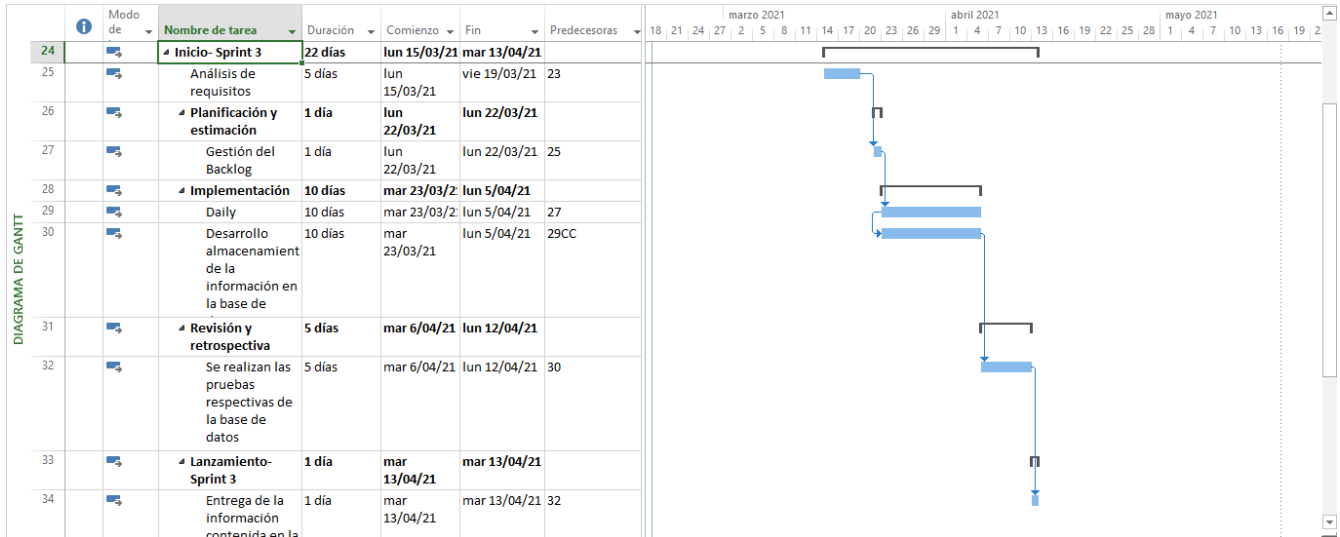 marzo 2021 abril 2021 mayo 2021
Modo
de
Nombre de tarea Duración Comienzo Fin Predecesoras 18 21 24 27 2 5 8 11 14 17 20 23 26 29 1 4 7 10 13 16 19 22 25 28 1 4 7 10 13 16 19
24 Inicio- Sprint 3 22 días lun 15/03/21 mar 13/04/21
25 Análisis de 5 días lun vie 19/03/21 23
requisitos 15/03/21
26 Planificación y 1 día lun lun 22/03/21
estimación 22/03/21
27 Gestión del 1 día lun lun 22/03/21 25
Backlog 22/03/21
28 Implementación 10 días mar 23/03/2 lun 5/04/21
29 Daily 10 días mar 23/03/2 lun 5/04/21 27
30 Desarrollo 10 días mar lun 5/04/21 29CC
almacenamient 23/03/21
de la
información en
la base de
31 Revisión y 5 días mar 6/04/21 lun 12/04/21
retrospectiva
32 Se realizan las 5 días mar 6/04/21 lun 12/04/21 30
pruebas
respectivas de
la base de
datos
33 Lanzamiento- 1 día mar mar 13/04/21
Sprint 3 13/04/21
34 Entrega de la 1 día mar mar 13/04/21 32
información 13/04/21
contenida en la
DIAGRAMA DE GANTT